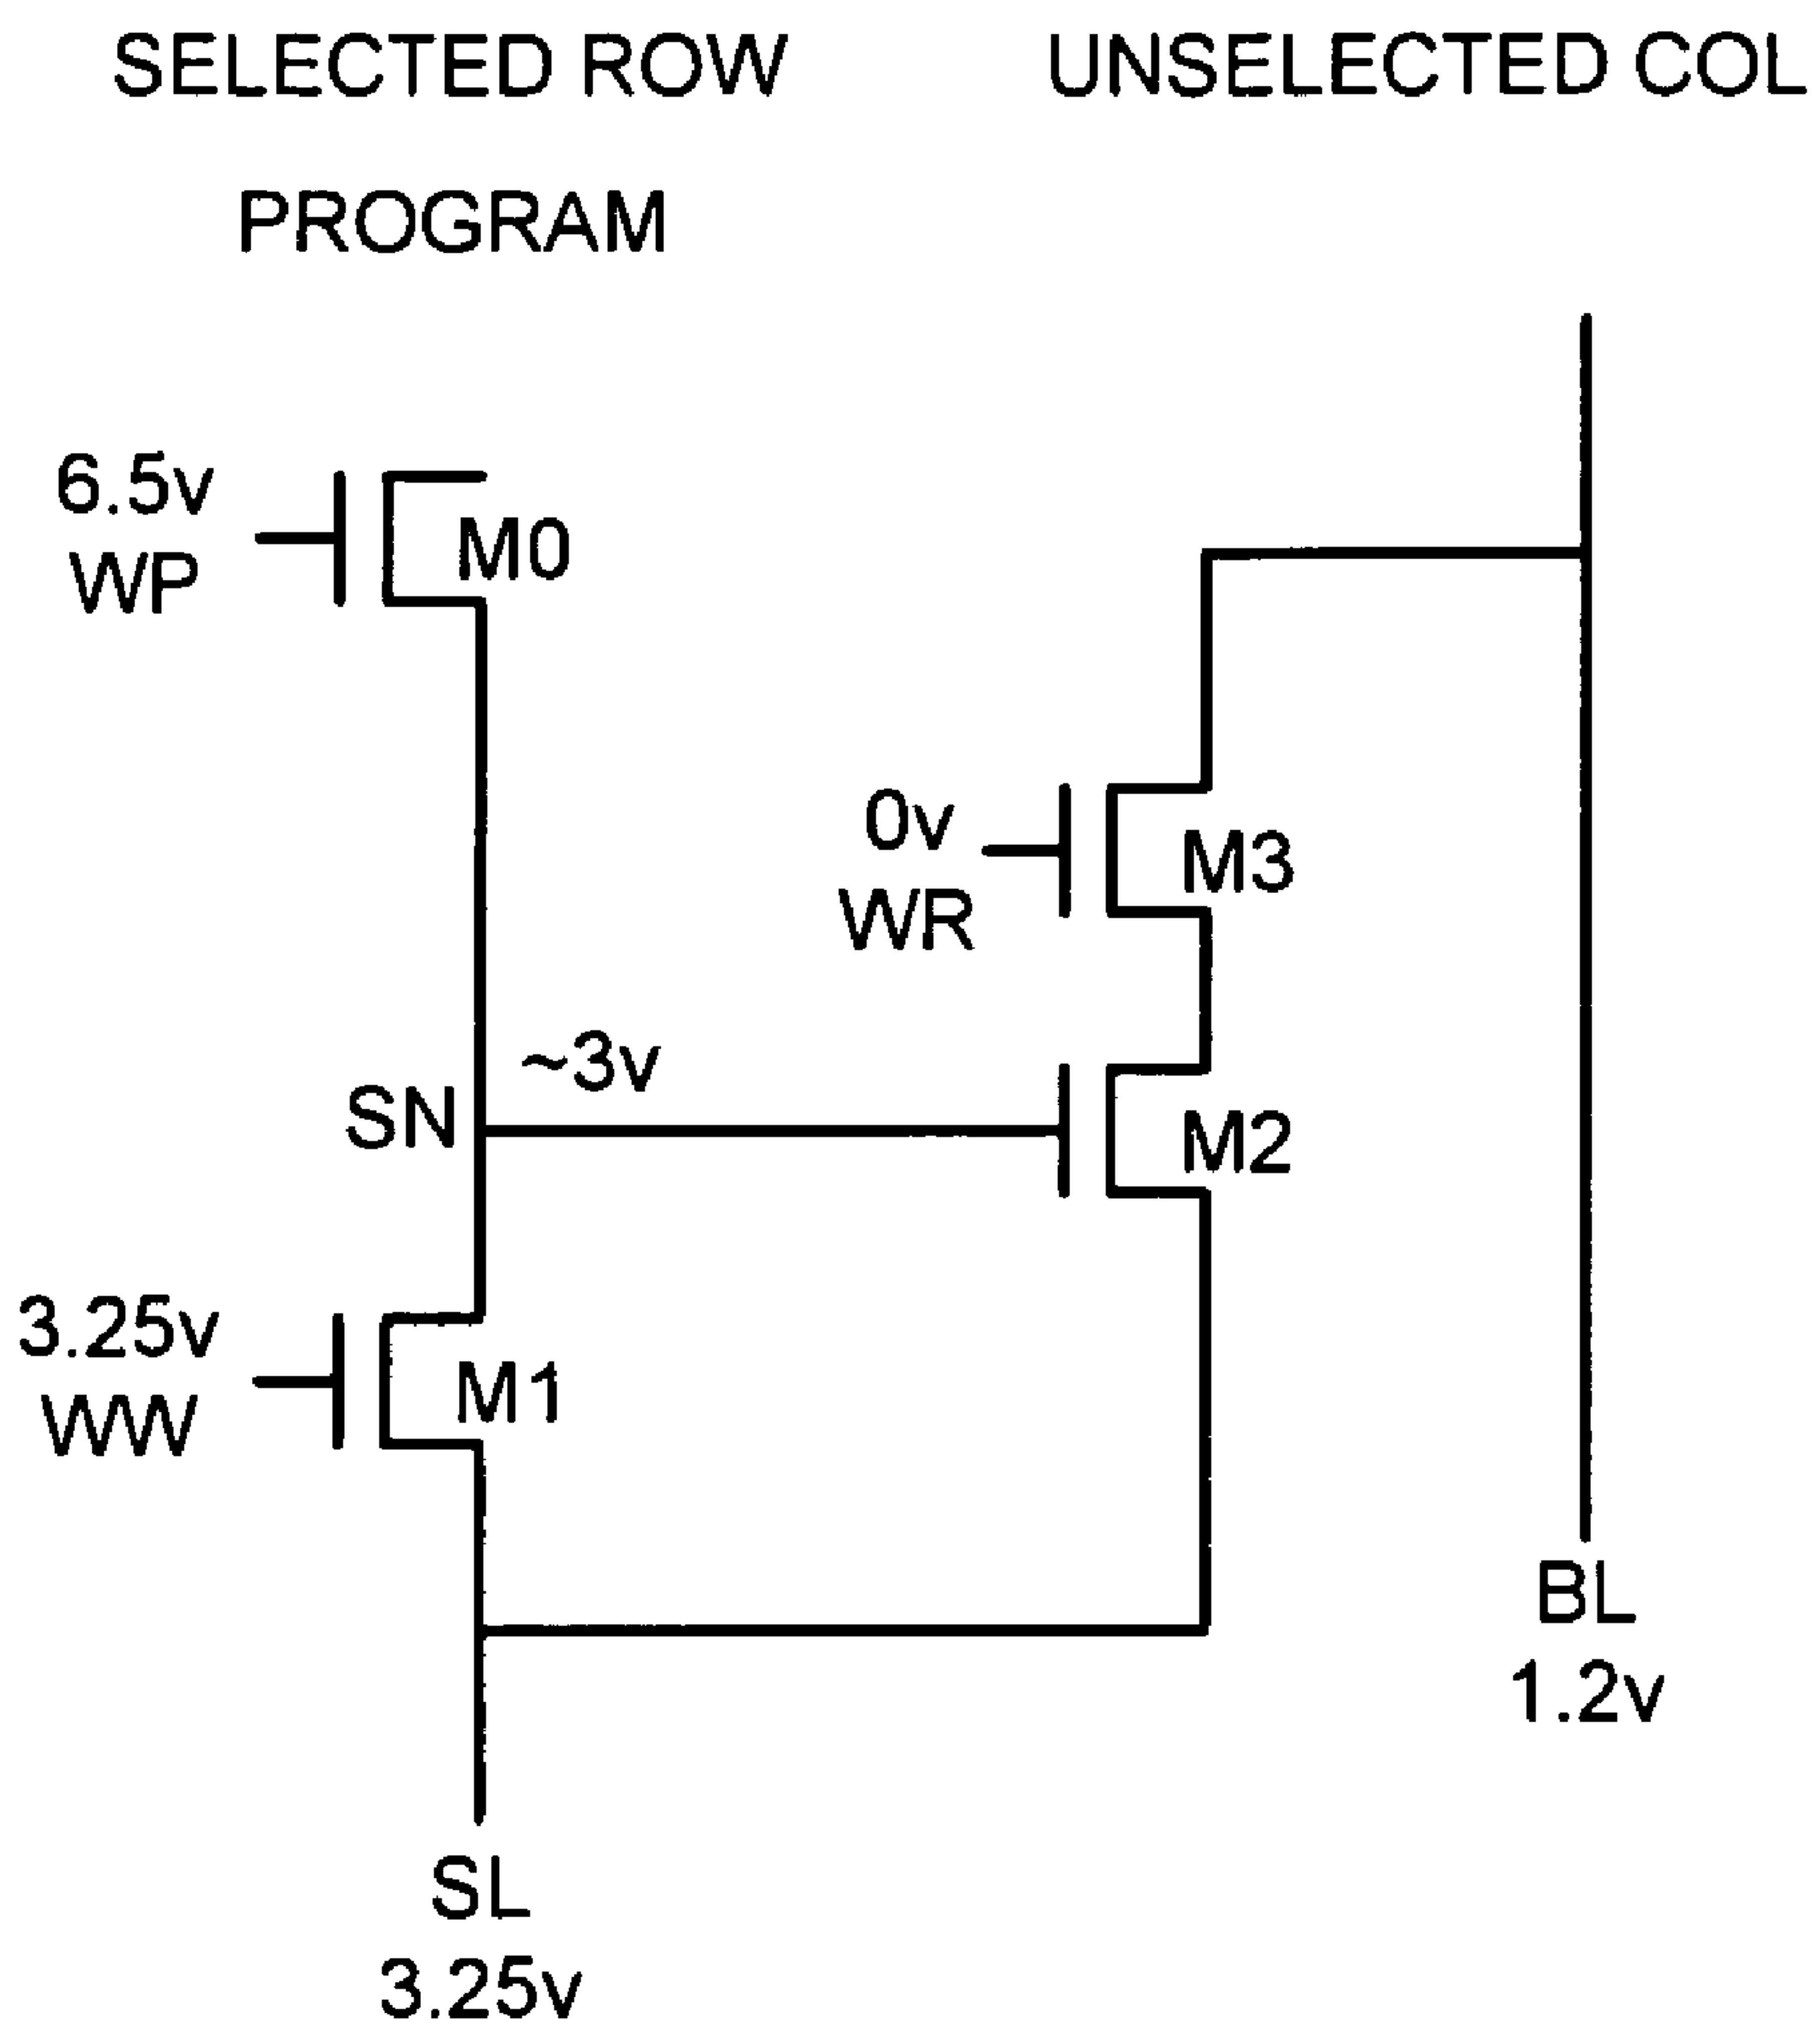 SELECTED ROW UNSELECTED COL
PROGRAM
6.5v
WP
M0
0v
WR
M3
~3v
SN
M2
3.25v
WW
M1
BL
1.2v
SL
3.25v